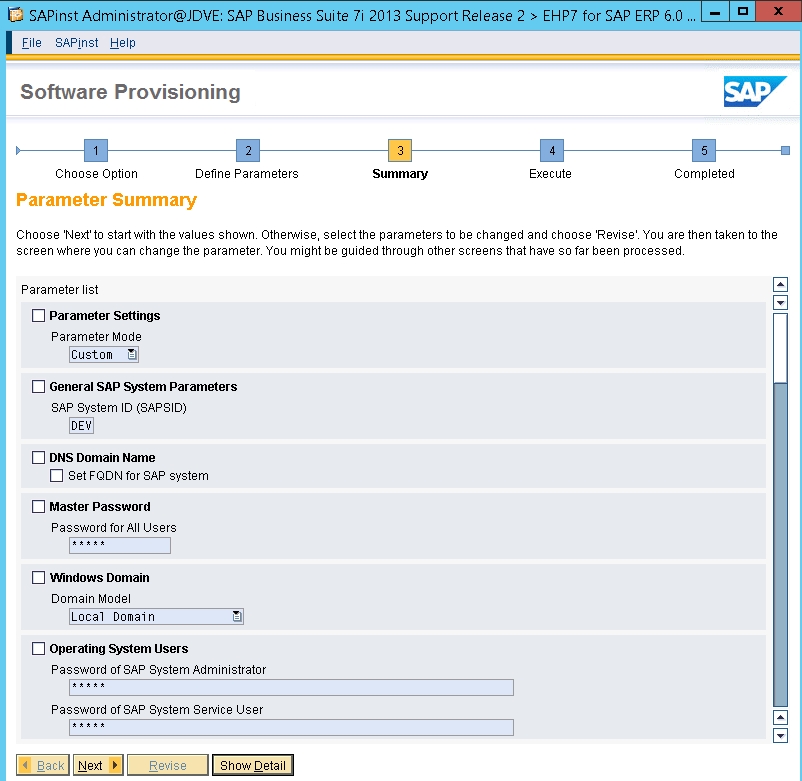 SAPinst Administrator@JDVE: SAP Business Suite 7i 2013 Support Release 2 > EHP7 for SAP ERP 6.0 ...
File SAPinst Help
Software Provisioning
SAP
1 2 3 4 5
Choose Option Define Parameters Summary Execute Completed
Parameter Summary
Choose 'Next' to start with the values shown. Otherwise, select the parameters to be changed and choose 'Revise'. You are then taken to the
screen where you can change the parameter. You might be guided through other screens that have so far been processed.
Parameter list
Parameter Settings
Parameter Mode
Custom
General SAP System Parameters
SAP System ID (SAPSID)
DEV
DNS Domain Name
Set FQDN for SAP system
Master Password
Password for All Users
*****
Windows Domain
Domain Model
Local Domain
Operating System Users
Password of SAP System Administrator
*****
Password of SAP System Service User
*****
Back Next Revise Show Detail